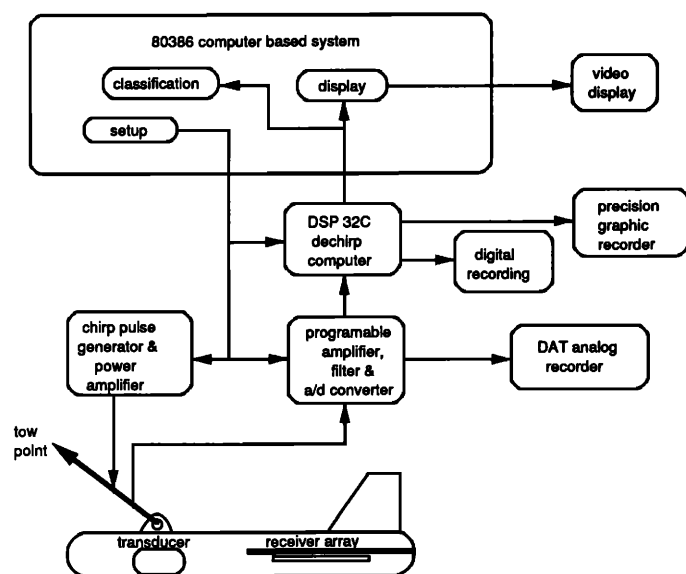 80386 computer based system
classification
display
video
display
setup
DSP 32C
dechirp
computer
precision
graphic
recorder
digital
recording
chirp pulse
generator &
power
amplifier
programable
amplifier,
filter &
a/d converter
DAT analog
recorder
tow
point
transducer
receiver array